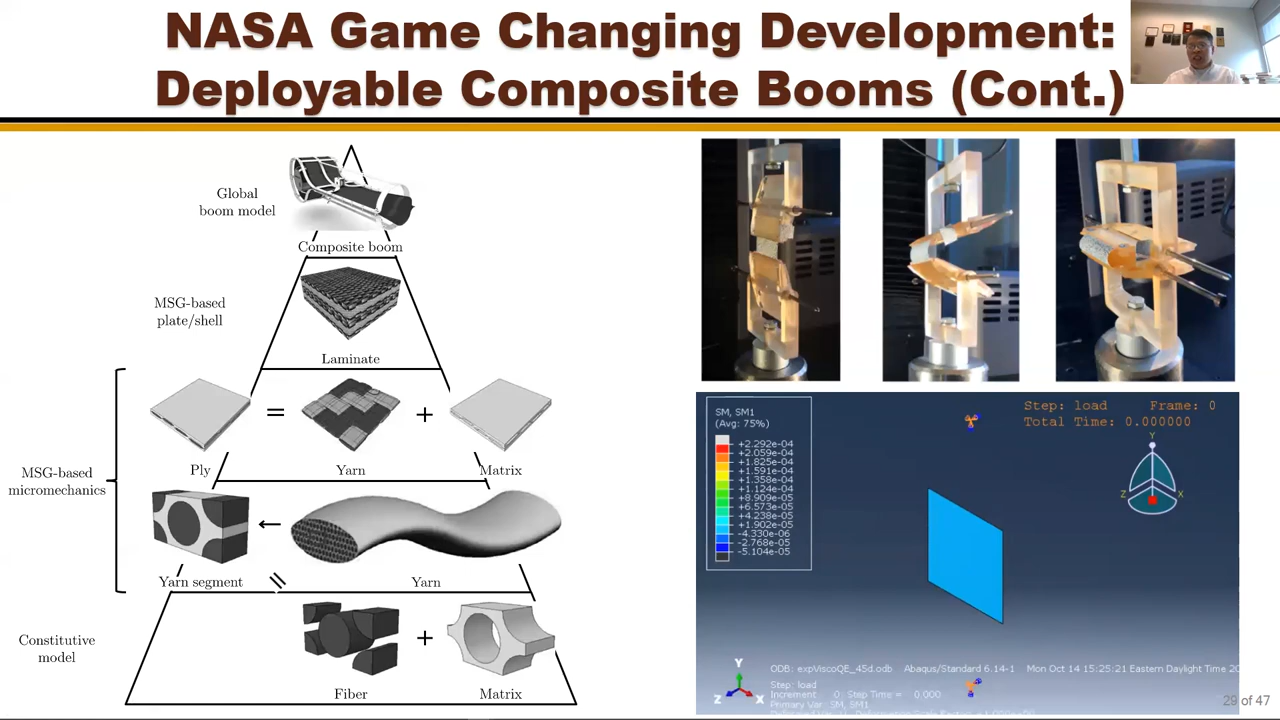 NASA Game Changing Development:
Deployable Composite Booms (Cont.)
Global
boom model
Composite boom
MSG-based
plate/shell
Laminate
=
+
Ply
Yarn
Matrix
MSG-based
micromechanics
Yarn segment
Yarn
=
+
Constitutive
model
Fiber
Matrix
SM, SM1
(Avg: 75%)
+2.292e-04
+2.059e-04
+1.825e-04
+1.591e-04
+1.358e-04
+1.124e-04
+8.909e-05
+6.573e-05
+4.238e-05
+1.902e-05
-4.330e-06
-2.768e-05
-5.104e-05
Step: load Frame: 0
Total Time: 0.000000
Y
Z
X
Y
Z
X
ODB: expViscoQE_45d.odb Abaqus/Standard 6.14-1 Mon Oct 14 15:25:21 Eastern Daylight Time 20
Step: load
Increment 0: Step Time = 0.000
Primary Var: SM, SM1
29 of 47